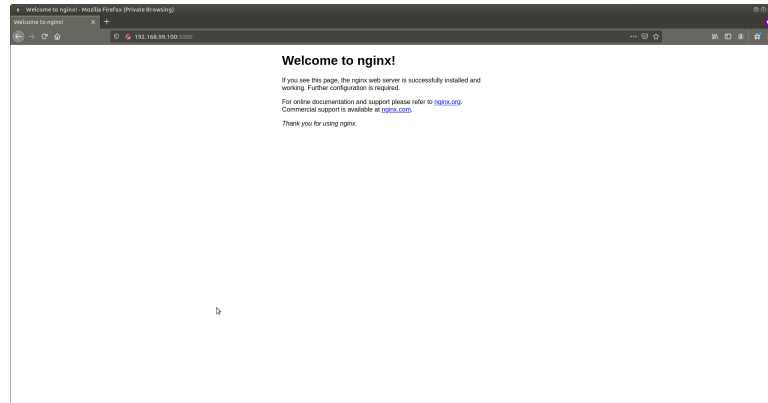 Welcome to nginx! - Mozilla Firefox (Private Browsing)
Welcome to nginx!
192.168.99.100:5000
Welcome to nginx!
If you see this page, the nginx web server is successfully installed and
working. Further configuration is required.
For online documentation and support please refer to nginx.org.
Commercial support is available at nginx.com.
Thank you for using nginx.